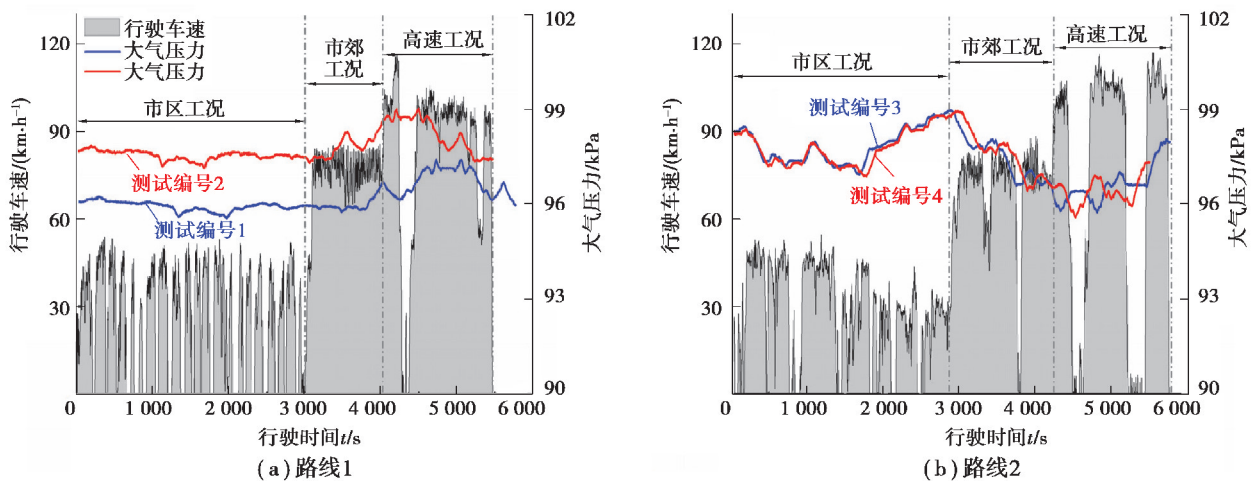 行驶车速
大气压力
大气压力
市区工况
市郊
工况
高速工况
测试编号2
测试编号1
120
90
60
30
行驶车速/(km·h⁻¹)
102
99
96
93
90
大气压力/kPa
0 1 000 2 000 3 000 4 000 5 000 6 000
行驶时间t/s
(a)路线1
市区工况
市郊工况
高速工况
测试编号3
测试编号4
120
90
60
30
行驶车速/(km·h⁻¹)
102
99
96
93
90
大气压力/kPa
0 1 000 2 000 3 000 4 000 5 000 6 000
行驶时间t/s
(b)路线2